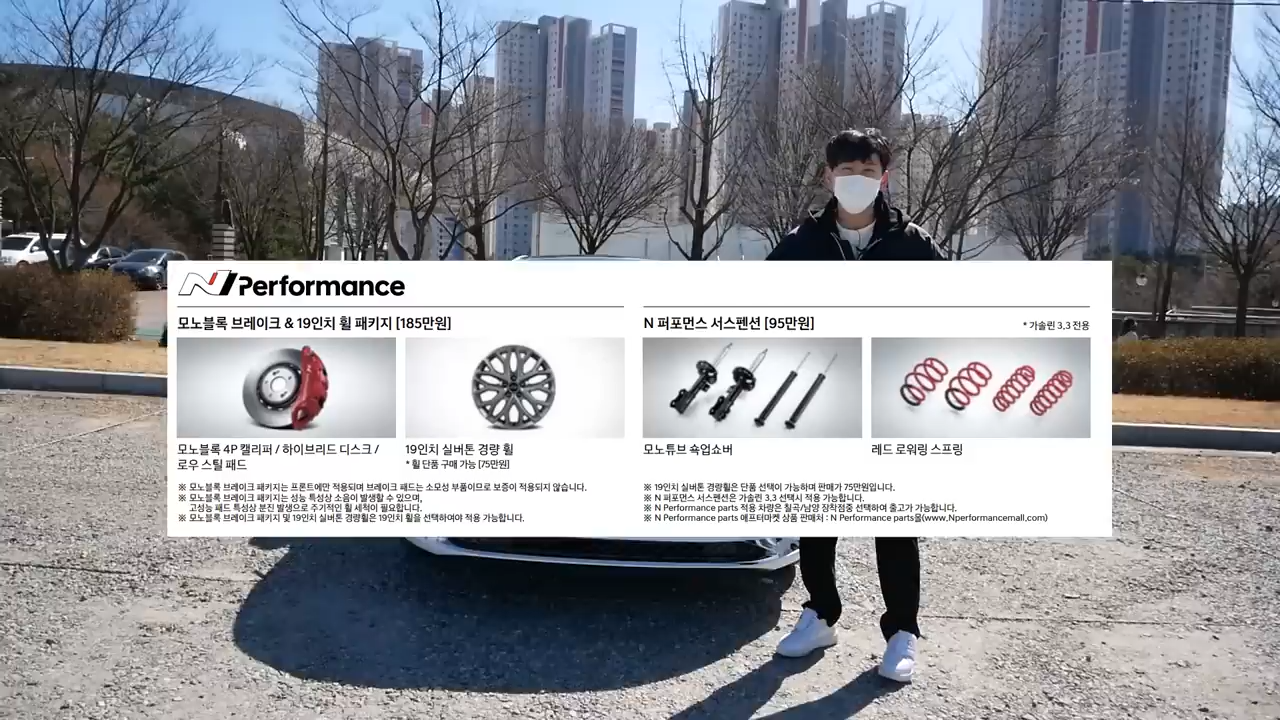 N Performance
모노블록 브레이크 & 19인치 휠 패키지 [185만원]
모노블록 4P 캘리퍼 / 하이브리드 디스크 /
로우 스틸 패드
19인치 실버톤 경량 휠
* 휠 단품 구매 가능 [75만원]
※ 모노블록 브레이크 패키지는 프론트에만 적용되며 브레이크 패드는 소모성 부품이므로 보증이 적용되지 않습니다.
※ 모노블록 브레이크 패키지는 성능 특성상 소음이 발생할 수 있으며,
고성능 패드 특성상 분진 발생으로 주기적인 휠 세척이 필요합니다.
※ 모노블록 브레이크 패키지 및 19인치 실버톤 경량휠은 19인치 휠을 선택하여야 적용 가능합니다.
N 퍼포먼스 서스펜션 [95만원]
* 가솔린 3.3 전용
모노튜브 쇽업쇼버
레드 로워링 스프링
※ 19인치 실버톤 경량휠은 단품 선택이 가능하며 판매가 75만원입니다.
※ N 퍼포먼스 서스펜션은 가솔린 3.3 선택시 적용 가능합니다.
※ N Performance parts 적용 차량은 칠곡/남양 장착점중 선택하여 출고가 가능합니다.
※ N Performance parts 애프터마켓 상품 판매처 : N Performance parts몰(www.Nperformancemall.com)